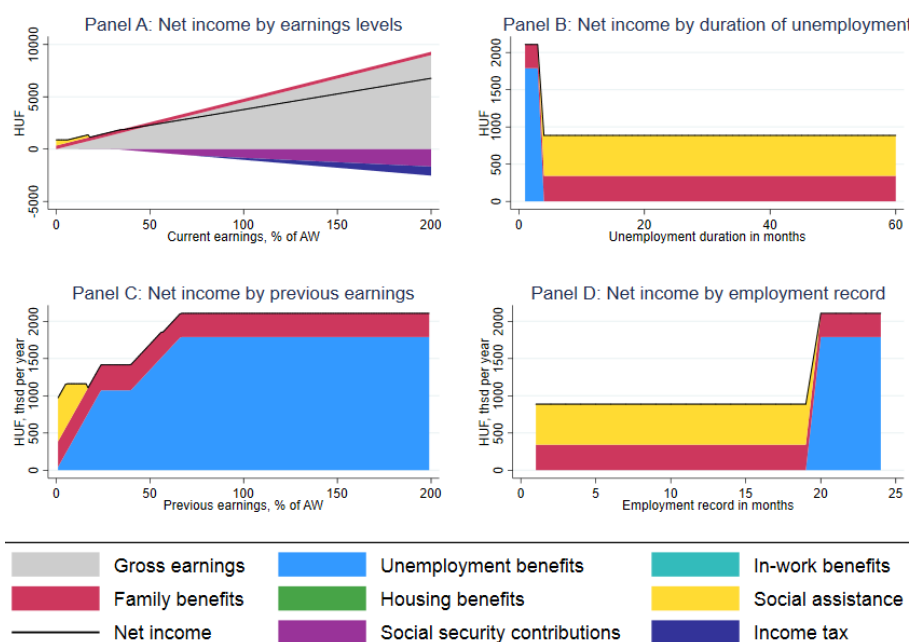 Panel A: Net income by earnings levels
HUF
10000
5000
0
-5000
0
50
100
150
200
Current earnings, % of AW
Panel B: Net income by duration of unemployment
HUF
2000
1500
1000
500
0
20
40
60
Unemployment duration in months
Panel C: Net income by previous earnings
HUF, thsd per year
2000
1500
1000
500
0
0
50
100
150
200
Previous earnings, % of AW
Panel D: Net income by employment record
HUF, thsd per year
2000
1500
1000
500
0
0
5
10
15
20
25
Employment record in months
Gross earnings
Unemployment benefits
In-work benefits
Family benefits
Housing benefits
Social assistance
Net income
Social security contributions
Income tax